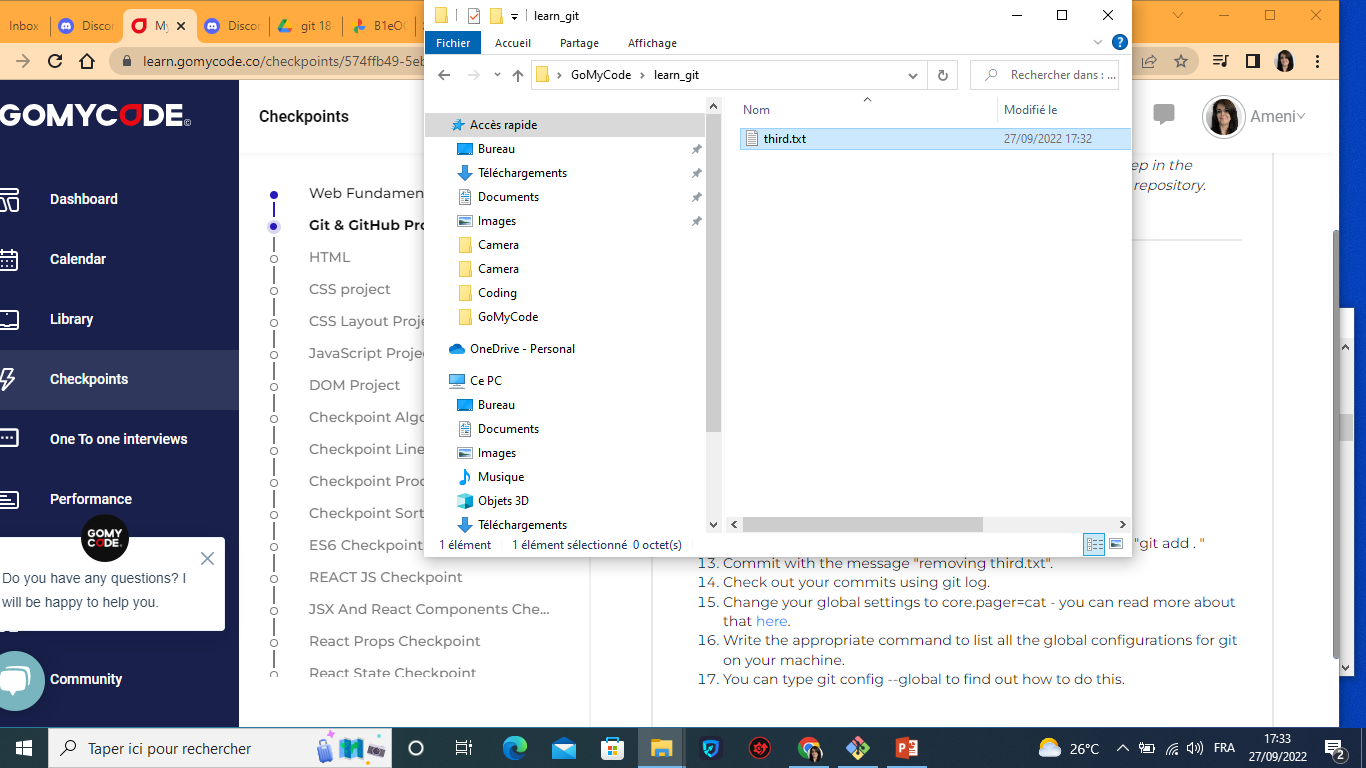 Inbox
Discor
My
Discor
git 18-
B1eO(
learn.gomycode.co/checkpoints/574ffb49-5eb
GOMYCODE
Dashboard
Calendar
Library
Checkpoints
One To one interviews
Performance
GOMY
CODE.
Do you have any questions? I
will be happy to help you.
Community
Checkpoints
Ameni
Web Fundamen
Git & GitHub Pro
HTML
CSS project
CSS Layout Proje
JavaScript Projec
DOM Project
Checkpoint Algo
Checkpoint Line
Checkpoint Proc
Checkpoint Sort
ES6 Checkpoint
REACT JS Checkpoint
JSX And React Components Che...
React Props Checkpoint
React State Checkpoint
learn_git
Fichier
Accueil
Partage
Affichage
GoMyCode
learn_git
Rechercher dans : ...
Accès rapide
Bureau
Téléchargements
Documents
Images
Camera
Camera
Coding
GoMyCode
OneDrive - Personal
Ce PC
Bureau
Documents
Images
Musique
Objets 3D
Téléchargements
Nom
Modifié le
third.txt
27/09/2022 17:32
1 élément
1 élément sélectionné 0 octet(s)
ep in the
repository.
"git add . "
13. Commit with the message "removing third.txt".
14. Check out your commits using git log.
15. Change your global settings to core.pager=cat - you can read more about
that here.
16. Write the appropriate command to list all the global configurations for git
on your machine.
17. You can type git config --global to find out how to do this.
Taper ici pour rechercher
26°C
FRA
17:33
27/09/2022
2